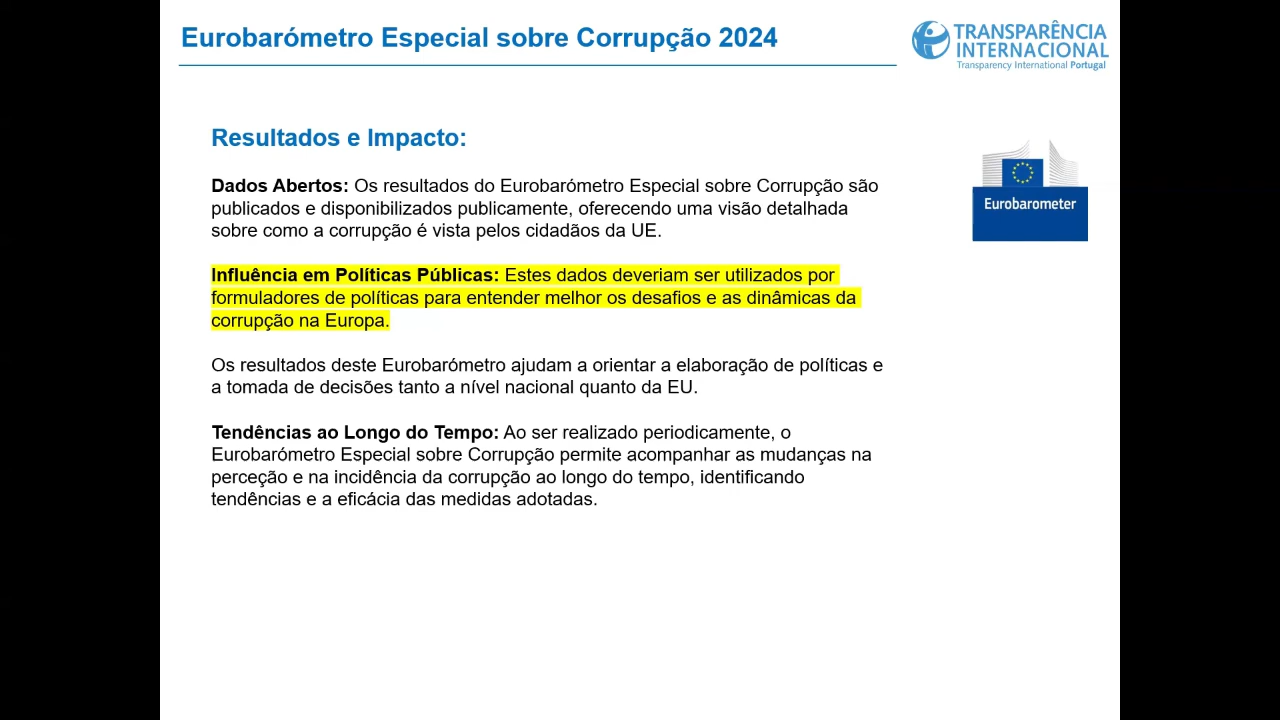 Eurobarómetro Especial sobre Corrupção 2024
TRANSPARÊNCIA
INTERNACIONAL
Transparency International Portugal
Resultados e Impacto:
Dados Abertos: Os resultados do Eurobarómetro Especial sobre Corrupção são
publicados e disponibilizados publicamente, oferecendo uma visão detalhada
sobre como a corrupção é vista pelos cidadãos da UE.
Eurobarometer
Influência em Políticas Públicas: Estes dados deveriam ser utilizados por
formuladores de políticas para entender melhor os desafios e as dinâmicas da
corrupção na Europa.
Os resultados deste Eurobarómetro ajudam a orientar a elaboração de políticas e
a tomada de decisões tanto a nível nacional quanto da EU.
Tendências ao Longo do Tempo: Ao ser realizado periodicamente, o
Eurobarómetro Especial sobre Corrupção permite acompanhar as mudanças na
perceção e na incidência da corrupção ao longo do tempo, identificando
tendências e a eficácia das medidas adotadas.